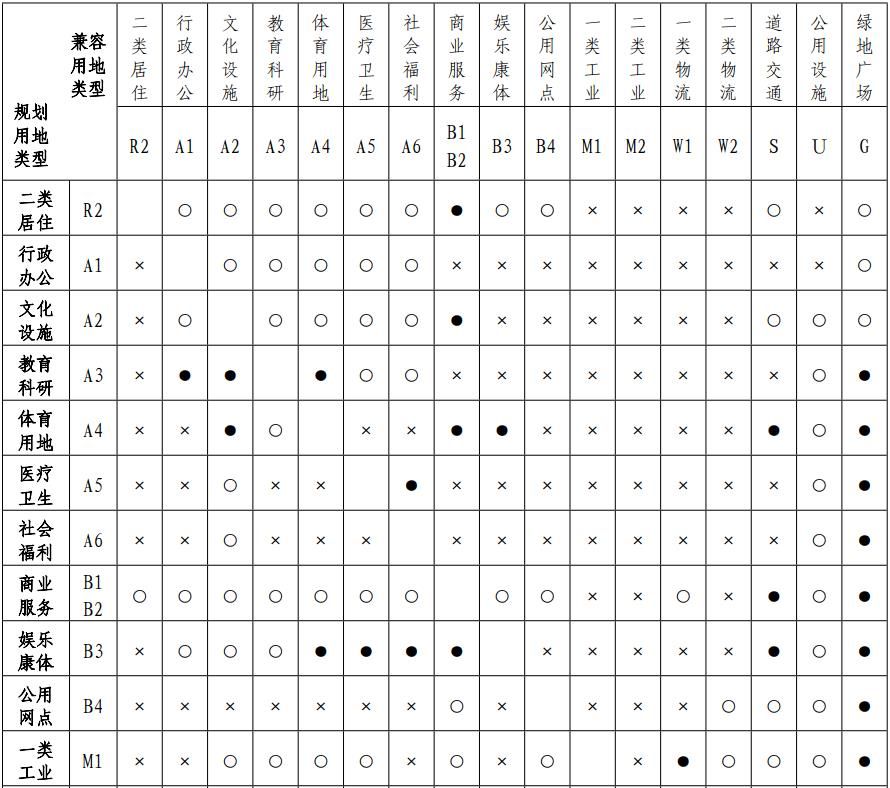 兼容用地类型 二类居住 行政办公 文化设施 教育科研 体育用地 医疗卫生 社会福利 商业服务 娱乐康体 公用网点 一类工业 二类工业 一类物流 二类物流 道路交通 公用设施 绿地广场
规划用地类型 R2 A1 A2 A3 A4 A5 A6 B1 B2 B3 B4 M1 M2 W1 W2 S U G
二类居住 R2 ○ ○ ○ ○ ○ ○ ● ○ ○ × × × × ○ × ○
行政办公 A1 × ○ ○ ○ ○ ○ × × × × × × × × × ○
文化设施 A2 × ○ ○ ○ ○ ○ ● × × × × × × ○ ○ ○
教育科研 A3 × ● ● ● ○ ○ × × × × × × × × ○ ●
体育用地 A4 × × ● ○ × × ● ● × × × × × ● ○ ●
医疗卫生 A5 × × ○ × × ● × × × × × × × × ○ ●
社会福利 A6 × × ○ × × × × × × × × × × × ○ ●
商业服务 B1 B2 ○ ○ ○ ○ ○ ○ ○ ○ ○ × × ○ × ● ○ ●
娱乐康体 B3 × ○ ○ ○ ● ● ● ● × × × × × ● ○ ●
公用网点 B4 × × × × × × × ○ × × × × ○ ○ ○ ●
一类工业 M1 × × ○ ○ ○ ○ × ○ × ○ × ● ○ ○ ○ ●